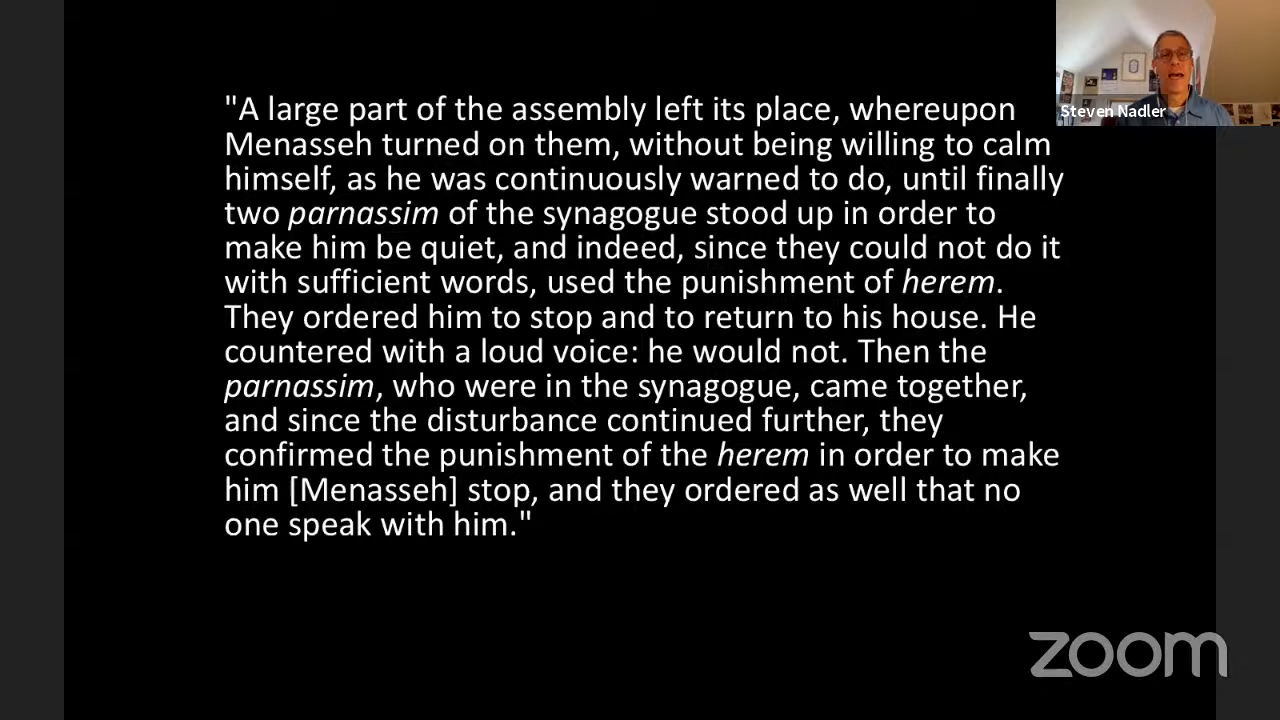 "A large part of the assembly left its place, whereupon
Menasseh turned on them, without being willing to calm
himself, as he was continuously warned to do, until finally
two parnassim of the synagogue stood up in order to
make him be quiet, and indeed, since they could not do it
with sufficient words, used the punishment of herem.
They ordered him to stop and to return to his house. He
countered with a loud voice: he would not. Then the
parnassim, who were in the synagogue, came together,
and since the disturbance continued further, they
confirmed the punishment of the herem in order to make
him [Menasseh] stop, and they ordered as well that no
one speak with him."
Steven Nadler
zoom